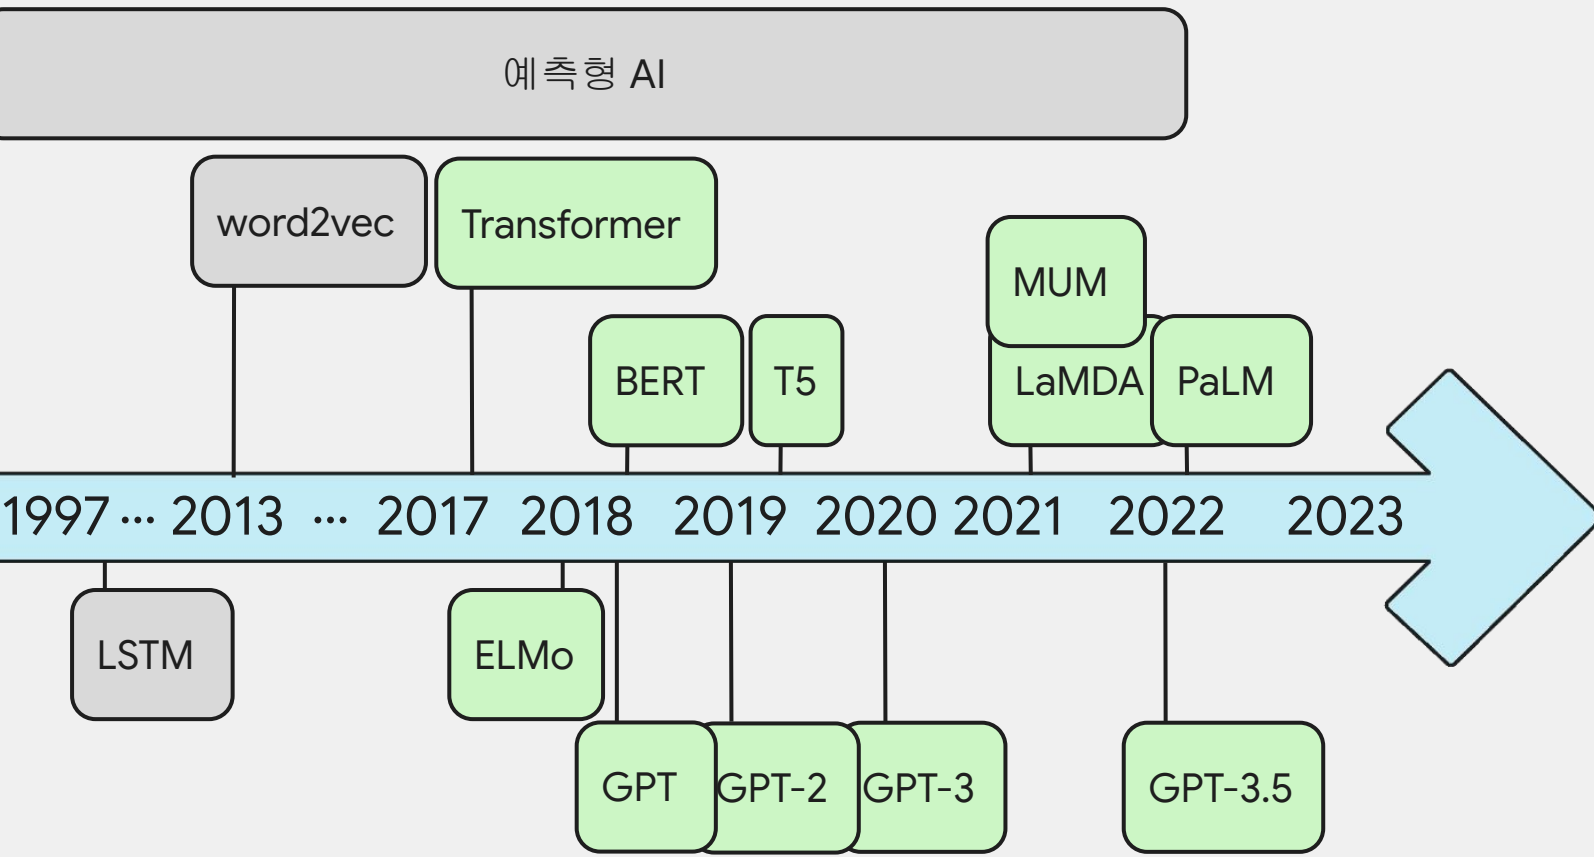 예측형 AI
word2vec
Transformer
MUM
BERT
T5
LaMDA
PaLM
1997 ... 2013 ... 2017 2018 2019 2020 2021 2022 2023
LSTM
ELMo
GPT
GPT-2
GPT-3
GPT-3.5